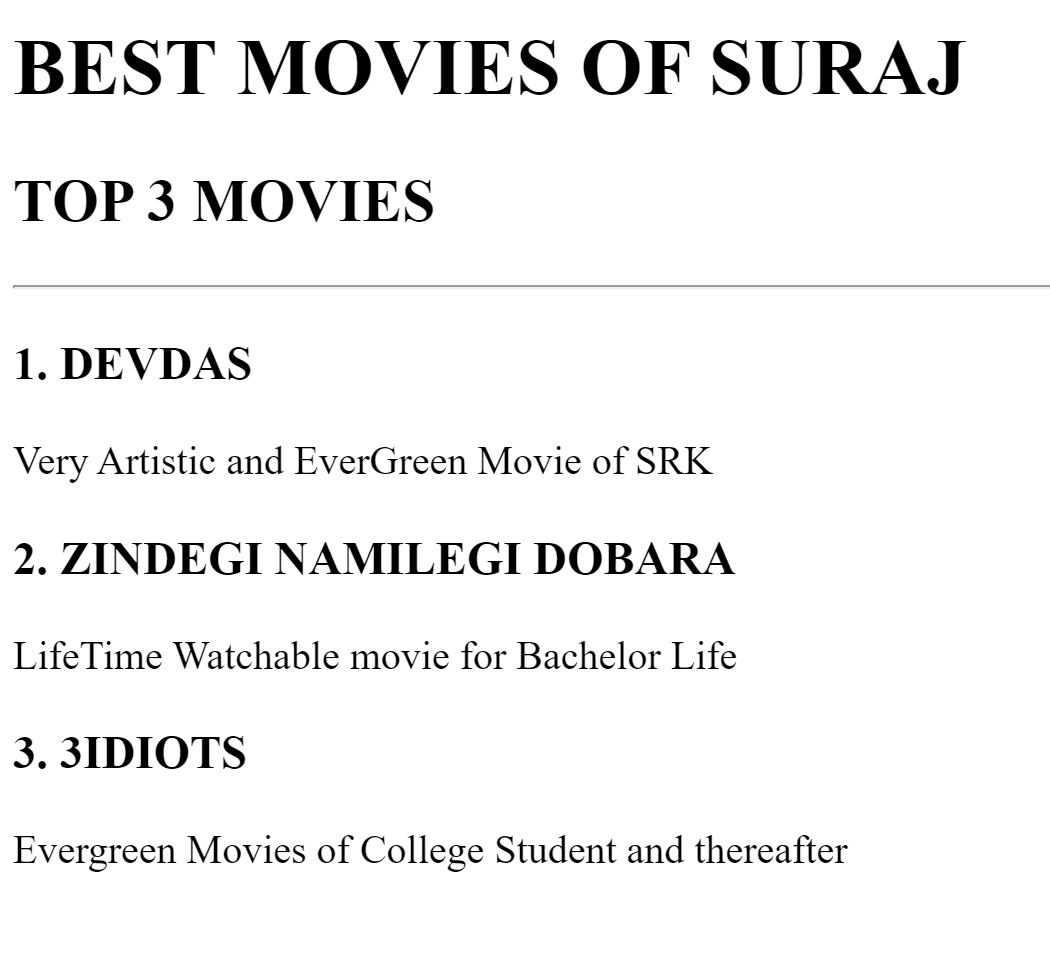 BEST MOVIES OF SURAJ
TOP 3 MOVIES
1. DEVDAS
Very Artistic and EverGreen Movie of SRK
2. ZINDEGI NAMILEGI DOBARA
LifeTime Watchable movie for Bachelor Life
3. 3IDIOTS
Evergreen Movies of College Student and thereafter